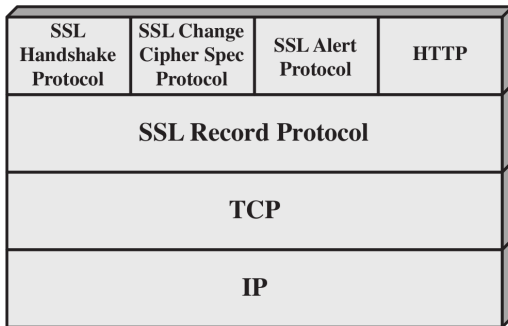 SSL
Handshake
Protocol
SSL Change
Cipher Spec
Protocol
SSL Alert
Protocol
HTTP
SSL Record Protocol
TCP
IP